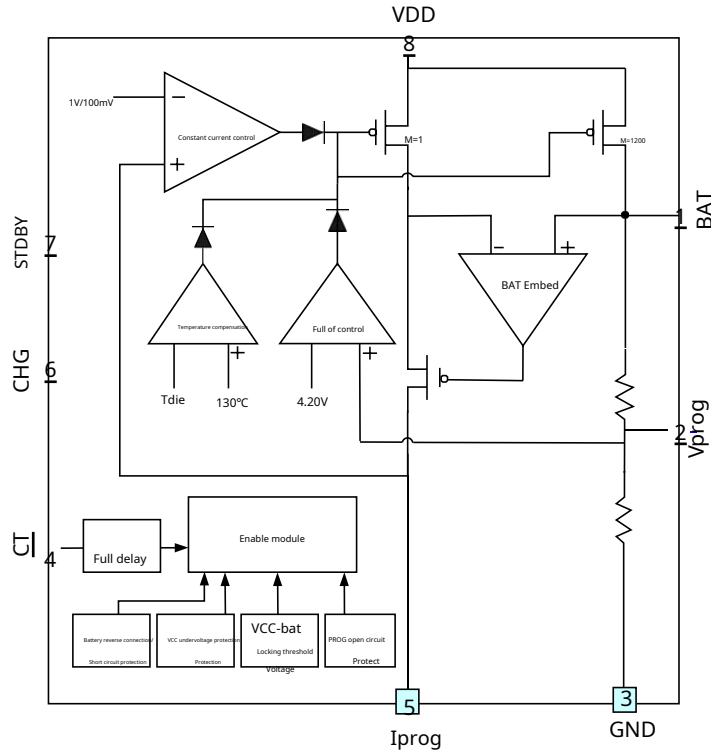 VDD
8
1V/100mV
−
Constant current control
+
M=1
M=1200
1
BAT
STDBY
7
−
+
BAT Embed
Temperature compensation
Full of control
+
+
CHG
6
Tdie
130℃
4.20V
2
Vprog
CT
4
Full delay
Enable module
Battery reverse connection/
Short circuit protection
VCC undervoltage protection
Protection
VCC-bat
Locking threshold
Voltage
PROG open circuit
Protect
5
3
Iprog
GND